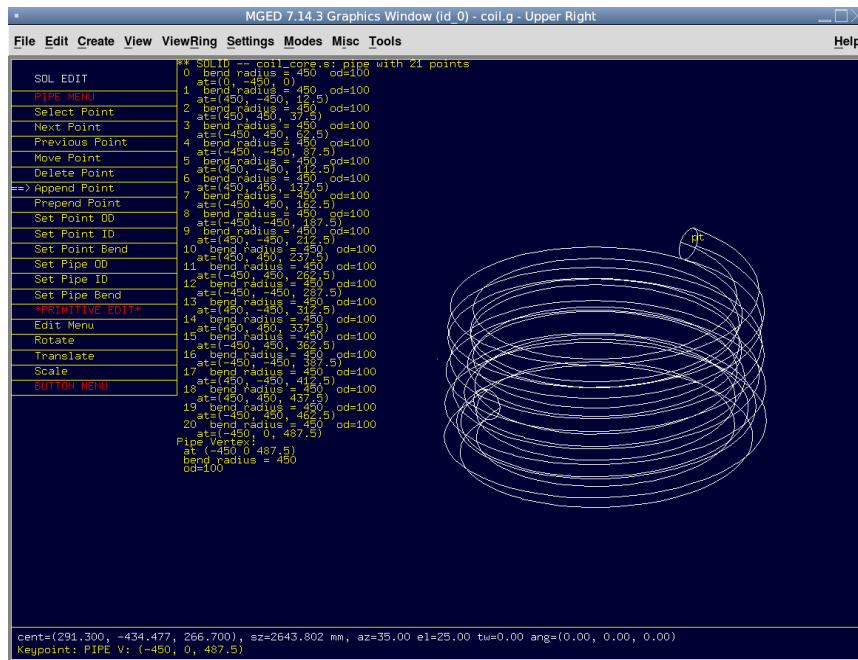 MGED 7.14.3 Graphics Window (id_0) - coil.g - Upper Right
File Edit Create View ViewRing Settings Modes Misc Tools Help
SOL EDIT
PIPE MENU
Select Point
Next Point
Previous Point
Move Point
Delete Point
==> Append Point
Prepend Point
Set Point OD
Set Point ID
Set Point Bend
Set Pipe OD
Set Pipe ID
Set Pipe Bend
*PRIMITIVE EDIT*
Edit Menu
Rotate
Translate
Scale
BUTTON MENU
** SOLID -- coil_core.s: pipe with 21 points
0 bend radius = 450 od=100
at=(0, -450, 0)
1 bend radius = 450 od=100
at=(450, -450, 12.5)
2 bend radius = 450 od=100
at=(450, 450, 37.5)
3 bend radius = 450 od=100
at=(-450, 450, 62.5)
4 bend radius = 450 od=100
at=(-450, -450, 87.5)
5 bend radius = 450 od=100
at=(450, -450, 112.5)
6 bend radius = 450 od=100
at=(450, 450, 137.5)
7 bend radius = 450 od=100
at=(-450, 450, 162.5)
8 bend radius = 450 od=100
at=(-450, -450, 187.5)
9 bend radius = 450 od=100
at=(450, -450, 212.5)
10 bend radius = 450 od=100
at=(450, 450, 237.5)
11 bend radius = 450 od=100
at=(-450, 450, 262.5)
12 bend radius = 450 od=100
at=(-450, -450, 287.5)
13 bend radius = 450 od=100
at=(450, -450, 312.5)
14 bend radius = 450 od=100
at=(450, 450, 337.5)
15 bend radius = 450 od=100
at=(-450, 450, 362.5)
16 bend radius = 450 od=100
at=(-450, -450, 387.5)
17 bend radius = 450 od=100
at=(450, -450, 412.5)
18 bend radius = 450 od=100
at=(450, 450, 437.5)
19 bend radius = 450 od=100
at=(-450, 450, 462.5)
20 bend radius = 450 od=100
at=(-450, 0, 487.5)
Pipe Vertex:
at (-450 0 487.5)
bend radius = 450
od=100
pt
cent=(291.300, -434.477, 266.700), sz=2643.802 mm, az=35.00 el=25.00 tw=0.00 ang=(0.00, 0.00, 0.00)
Keypoint: PIPE V: (-450, 0, 487.5)